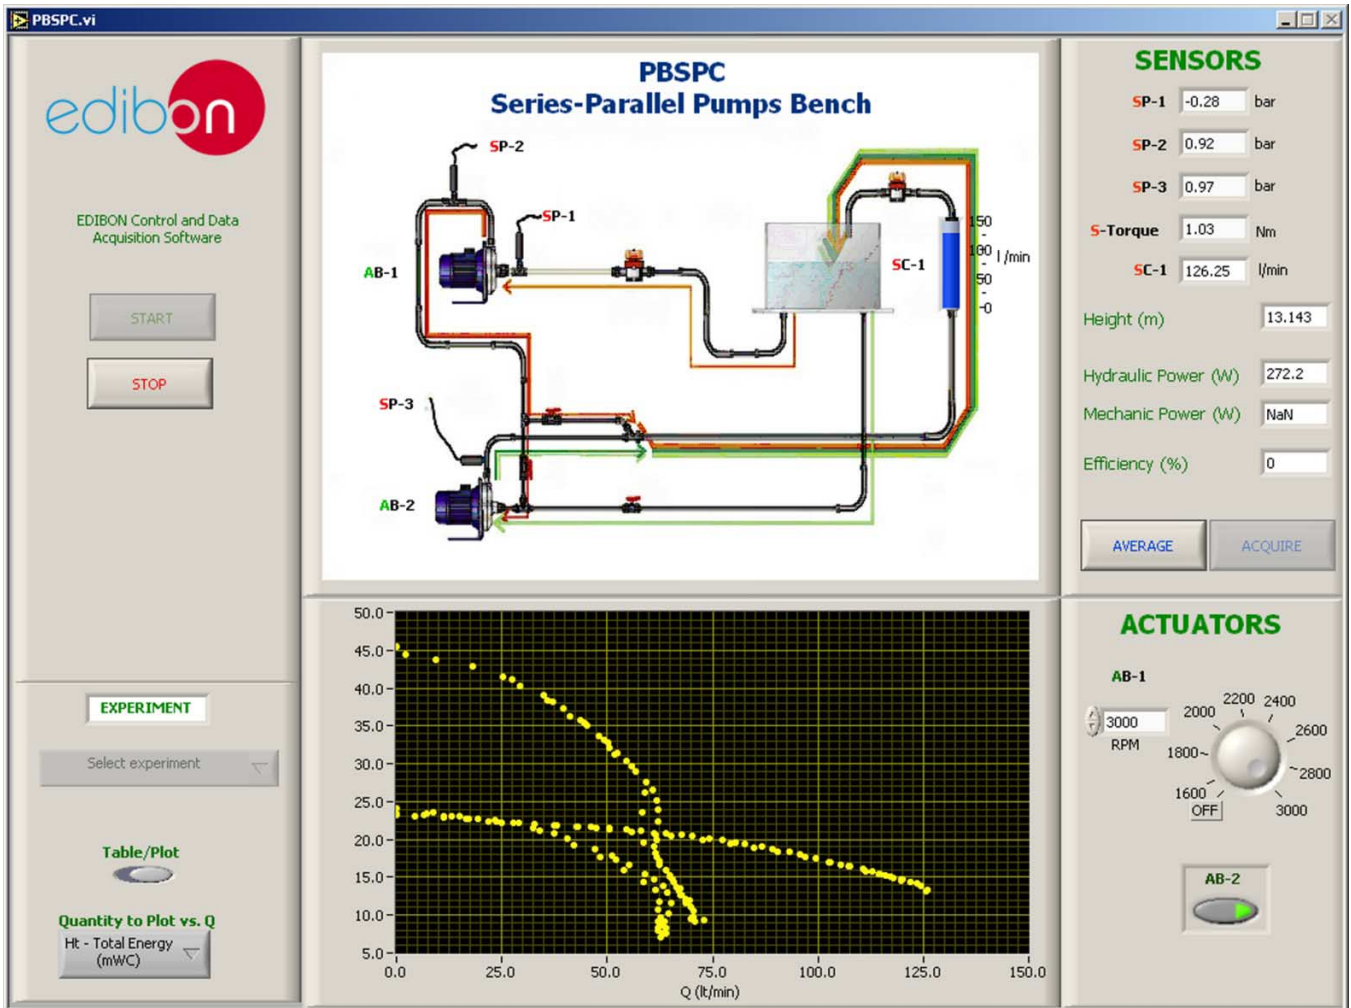 PBSPC.vi
edibon
EDIBON Control and Data
Acquisition Software
START
STOP
EXPERIMENT
Select experiment
Table/Plot
Quantity to Plot vs. Q
Ht - Total Energy
(mWC)
PBSPC
Series-Parallel Pumps Bench
SP-2
SP-1
AB-1
SC-1
150
100
50
0
l /min
SP-3
AB-2
50.0
45.0
40.0
35.0
30.0
25.0
20.0
15.0
10.0
5.0
0.0
25.0
50.0
75.0
100.0
125.0
150.0
Q (lt/min)
SENSORS
SP-1 -0.28 bar
SP-2 0.92 bar
SP-3 0.97 bar
S-Torque 1.03 Nm
SC-1 126.25 l/min
Height (m) 13.143
Hydraulic Power (W) 272.2
Mechanic Power (W) NaN
Efficiency (%) 0
AVERAGE
ACQUIRE
ACTUATORS
AB-1
3000
RPM
OFF
1600
1800
2000
2200
2400
2600
2800
3000
AB-2